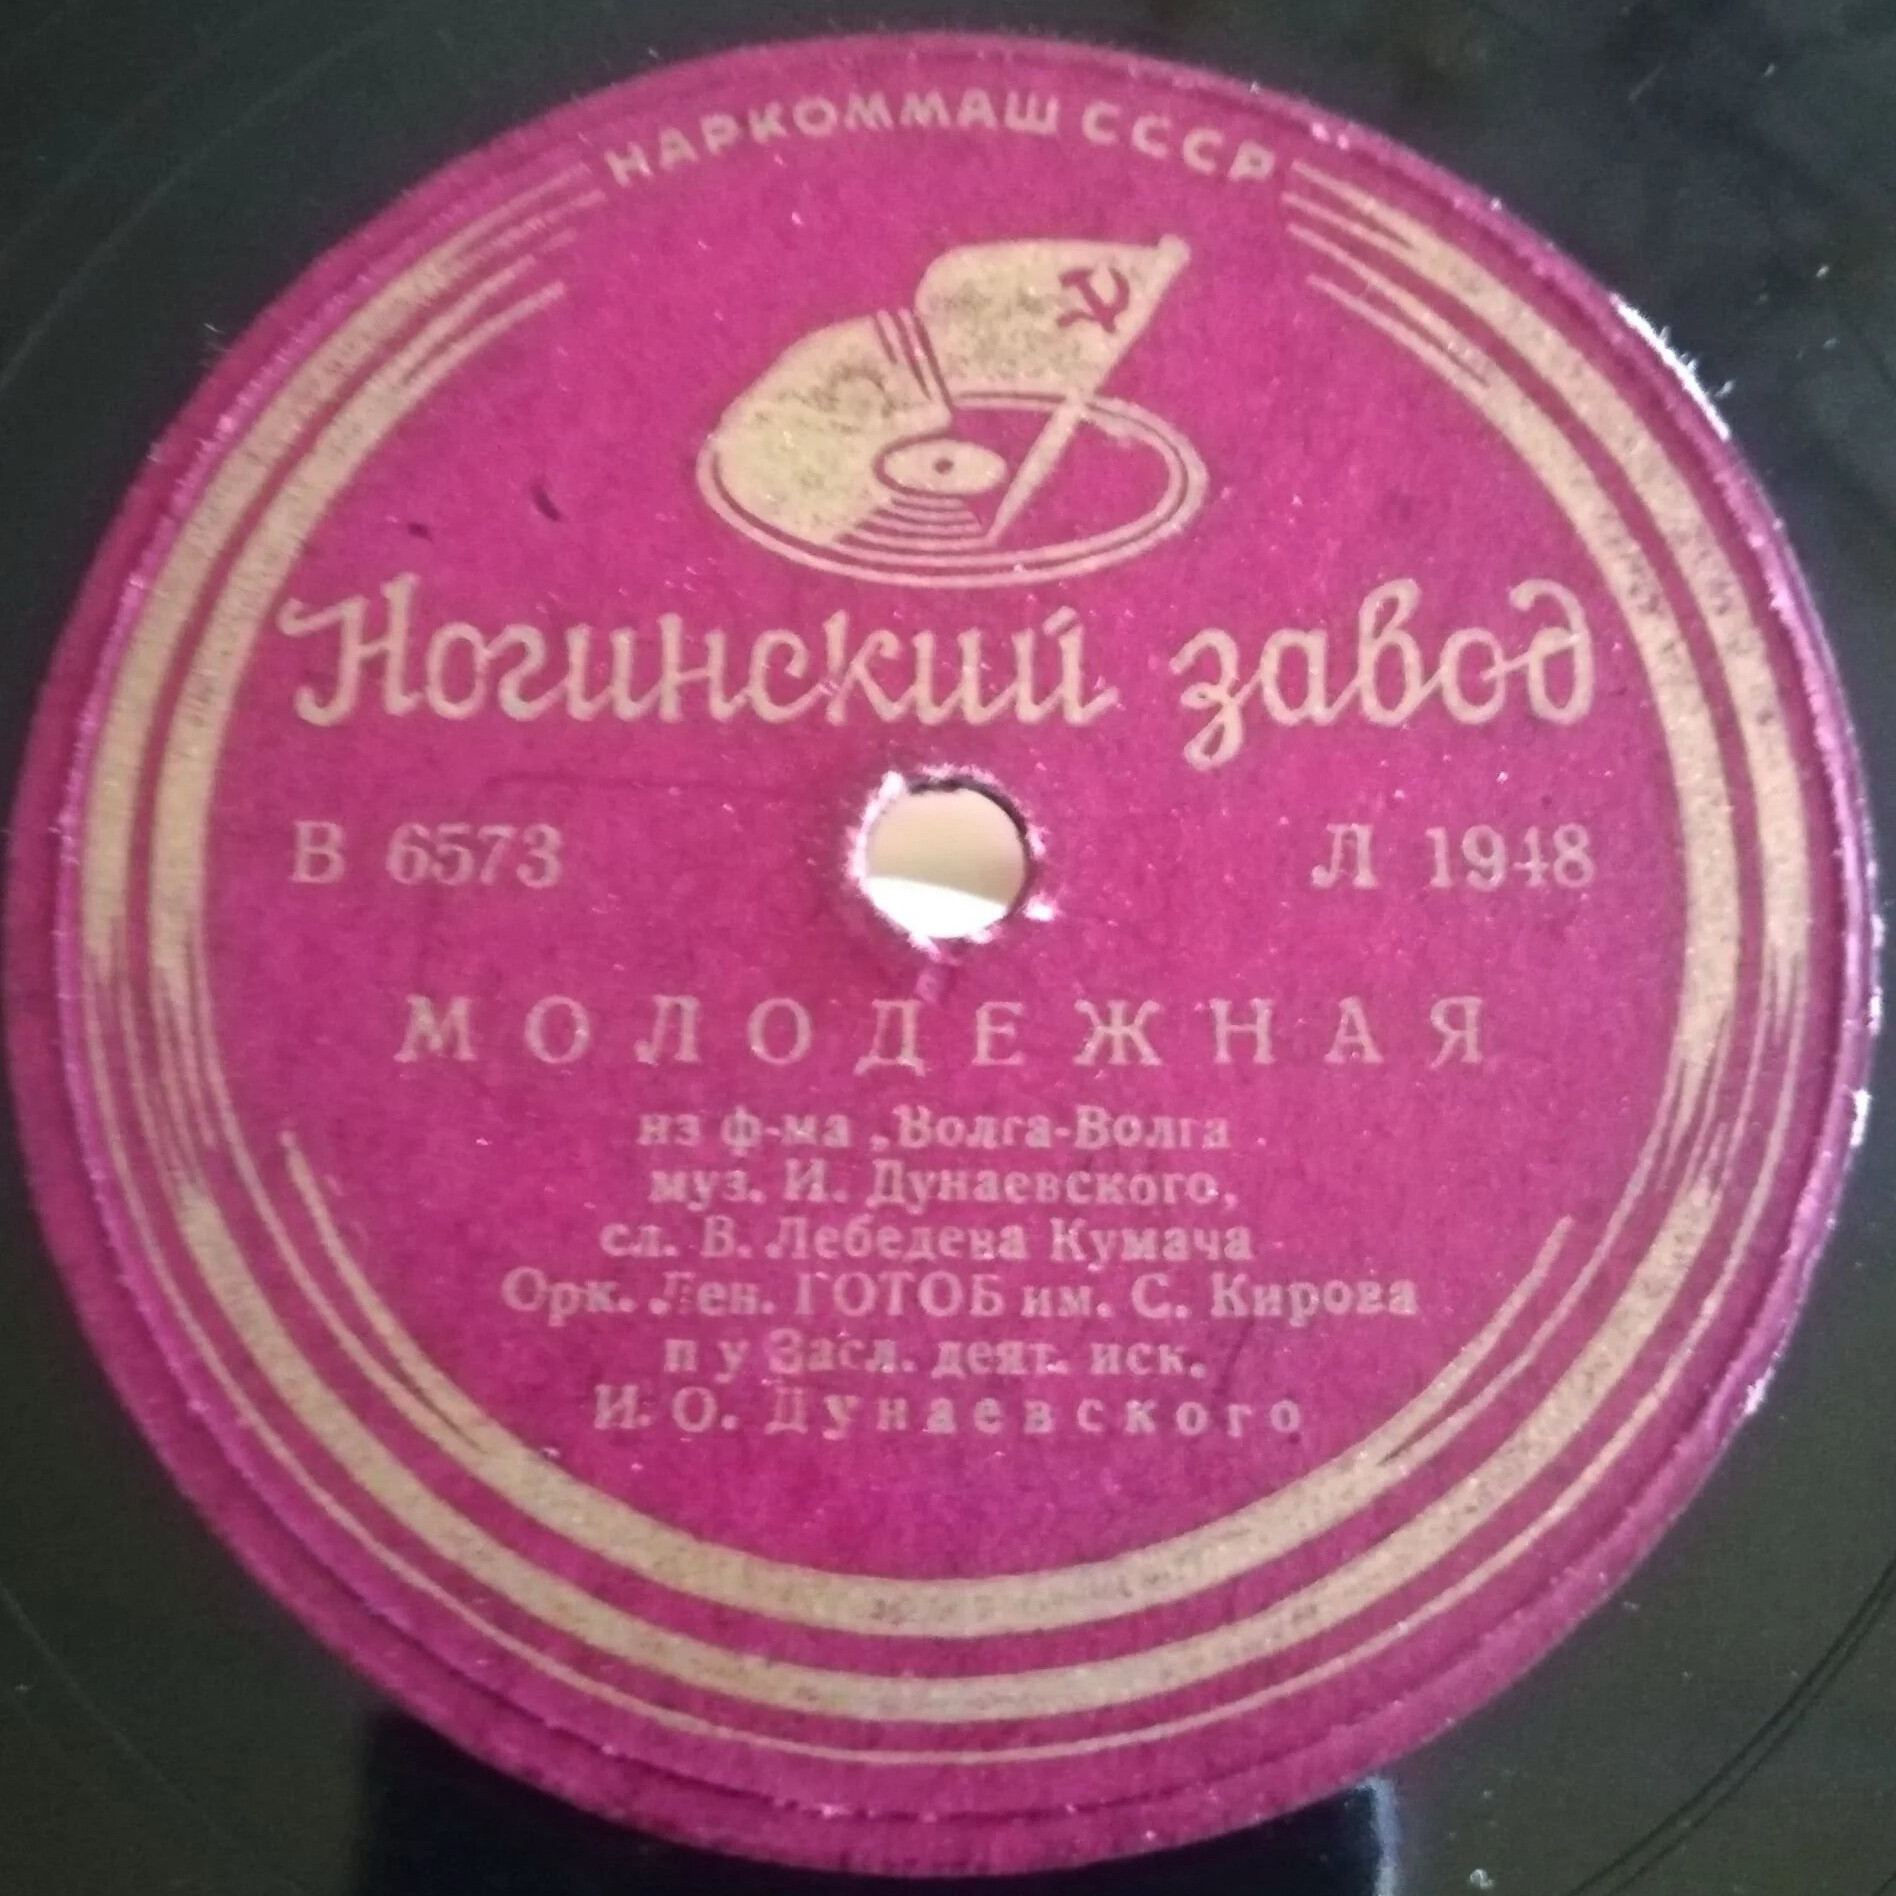 НАРКОММАШ СССР
Ногинский завод
В 6573 Л 1948
МОЛОДЕЖНАЯ
из ф-ма „Волга-Волга
муз. И. Дунаевского,
сл. В. Лебедева Кумача
Орк. Лен. ГОТОБ им. С. Кирова
п у Засл. деят. иск.
И. О. Дунаевского